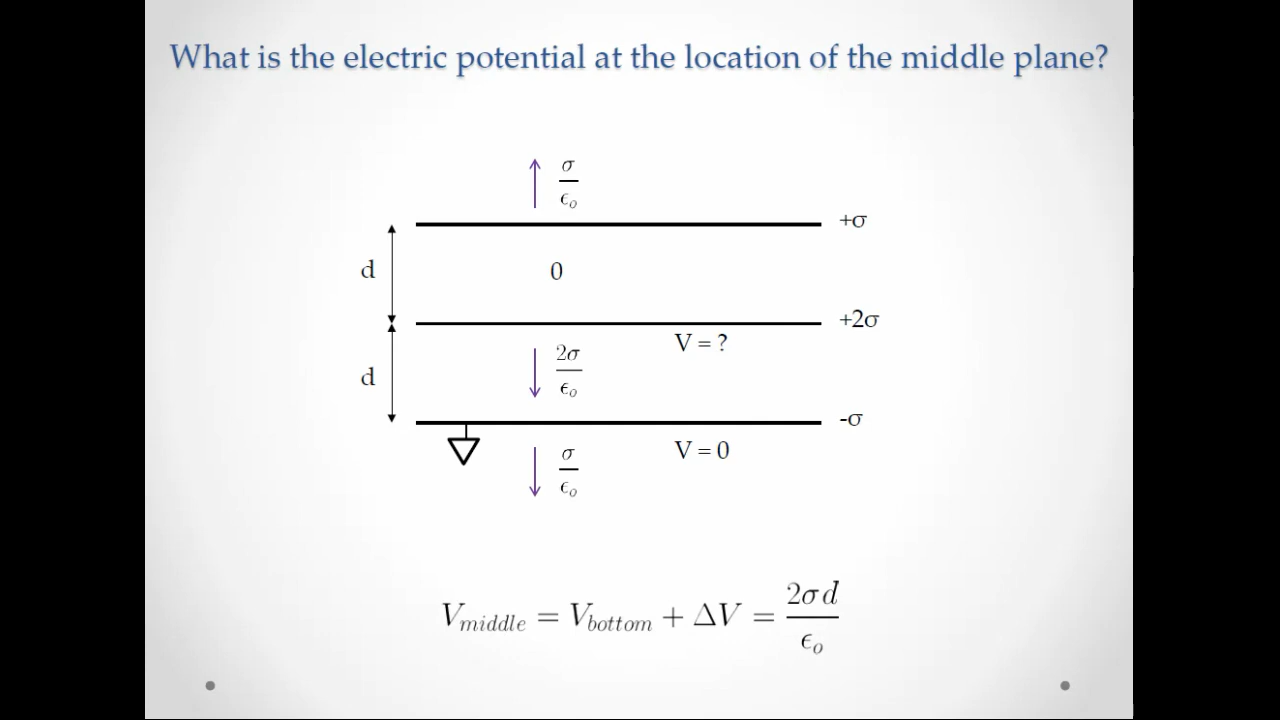 What is the electric potential at the location of the middle plane?
σ/ϵₒ
+σ
d
0
+2σ
V = ?
2σ/ϵₒ
d
-σ
V = 0
σ/ϵₒ
V_middle = V_bottom + ΔV = 2σd/ϵₒ